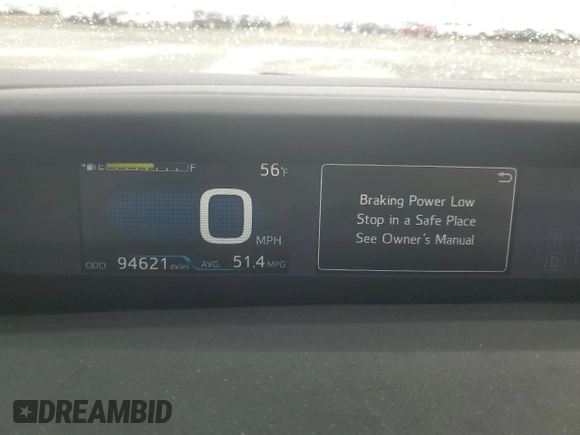 E F 56°F
0 MPH
ODO 94621 miles AVG. 51.4 MPG
Braking Power Low
Stop in a Safe Place
See Owner's Manual
N
D
DREAMBID